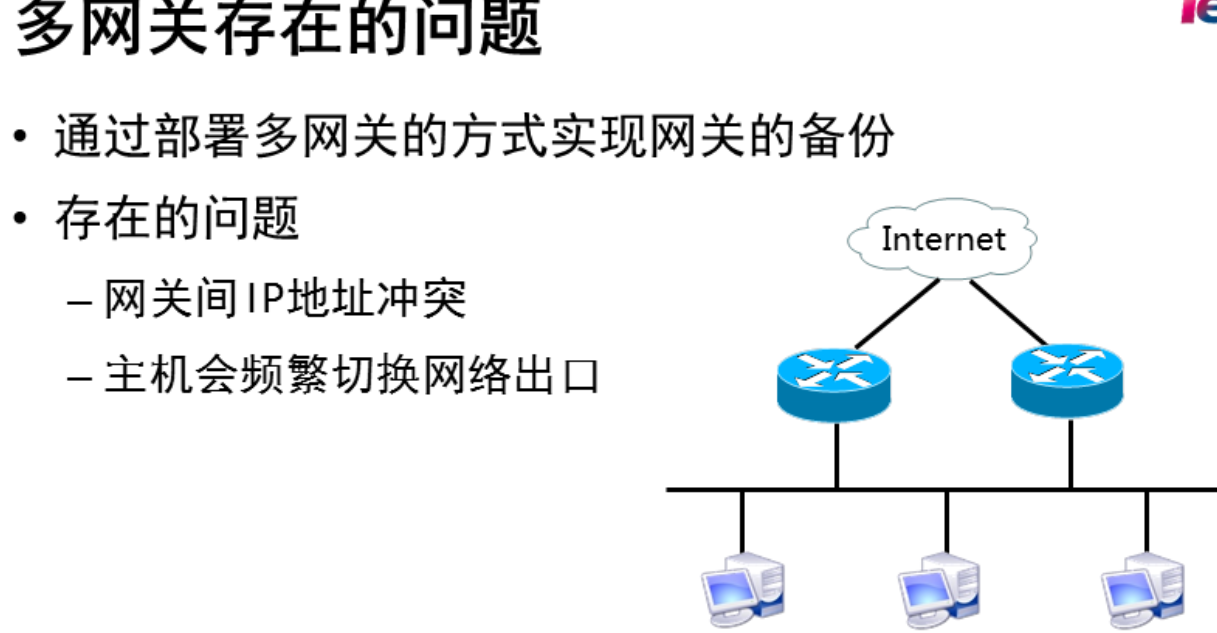 多网关存在的问题
• 通过部署多网关的方式实现网关的备份
• 存在的问题
– 网关间IP地址冲突
– 主机会频繁切换网络出口
Internet